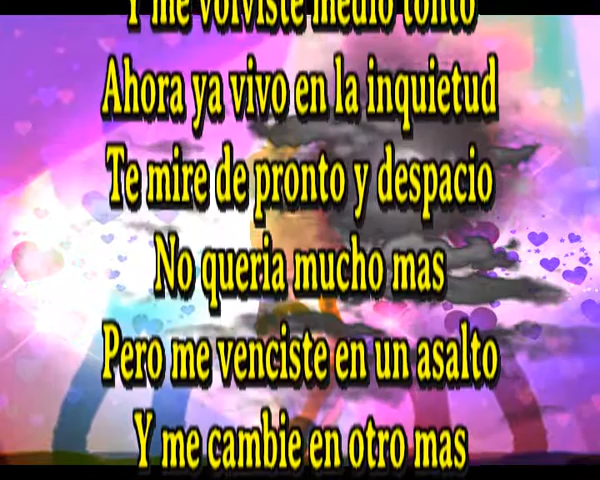 Y me volviste medio tonto
Ahora ya vivo en la inquietud
Te mire de pronto y despacio
No queria mucho mas
Pero me venciste en un asalto
Y me cambie en otro mas